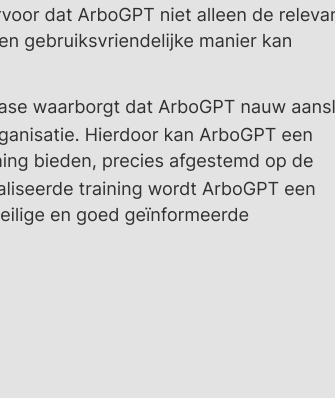 rvoor dat ArboGPT niet alleen de relevan
en gebruiksvriendelijke manier kan
ase waarborgt dat ArboGPT nauw aansl
ganisatie. Hierdoor kan ArboGPT een
ning bieden, precies afgestemd op de
aliseerde training wordt ArboGPT een
eilige en goed geïnformeerde